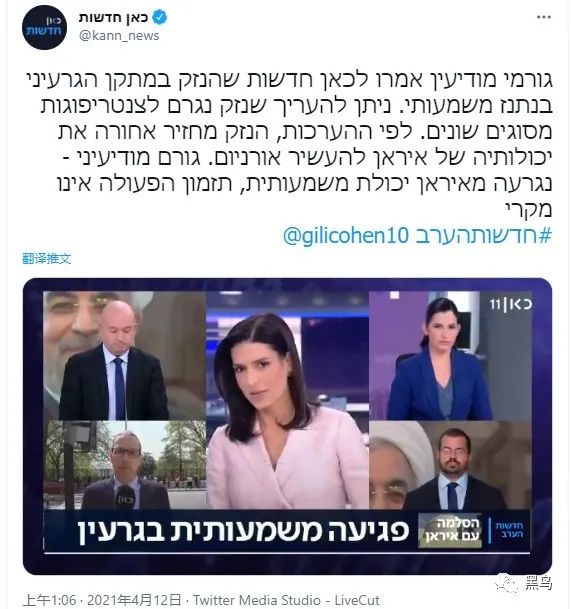 כאן חדשות
@kann_news
כאן
חדשות
גורמי מודיעין אמרו לכאן חדשות שהנזק במתקן הגרעיני
בנתנז משמעותי. ניתן להעריך שנזק נגרם לצנטריפוגות
מסוגים שונים. לפי ההערכות, הנזק מחזיר אחורה את
יכולותיה של איראן להעשיר אורניום. גורם מודיעיני -
נגרעה מאיראן יכולת משמעותית, תזמון הפעולה אינו
מקרי
#חדשותהערב @gilicohen10
翻译推文
כאן 11
כאן
חדשות
הערב
הסלמה
עם איראן
פגיעה משמעותית בגרעין
黑鸟
上午1:06 · 2021年4月12日 · Twitter Media Studio - LiveCut